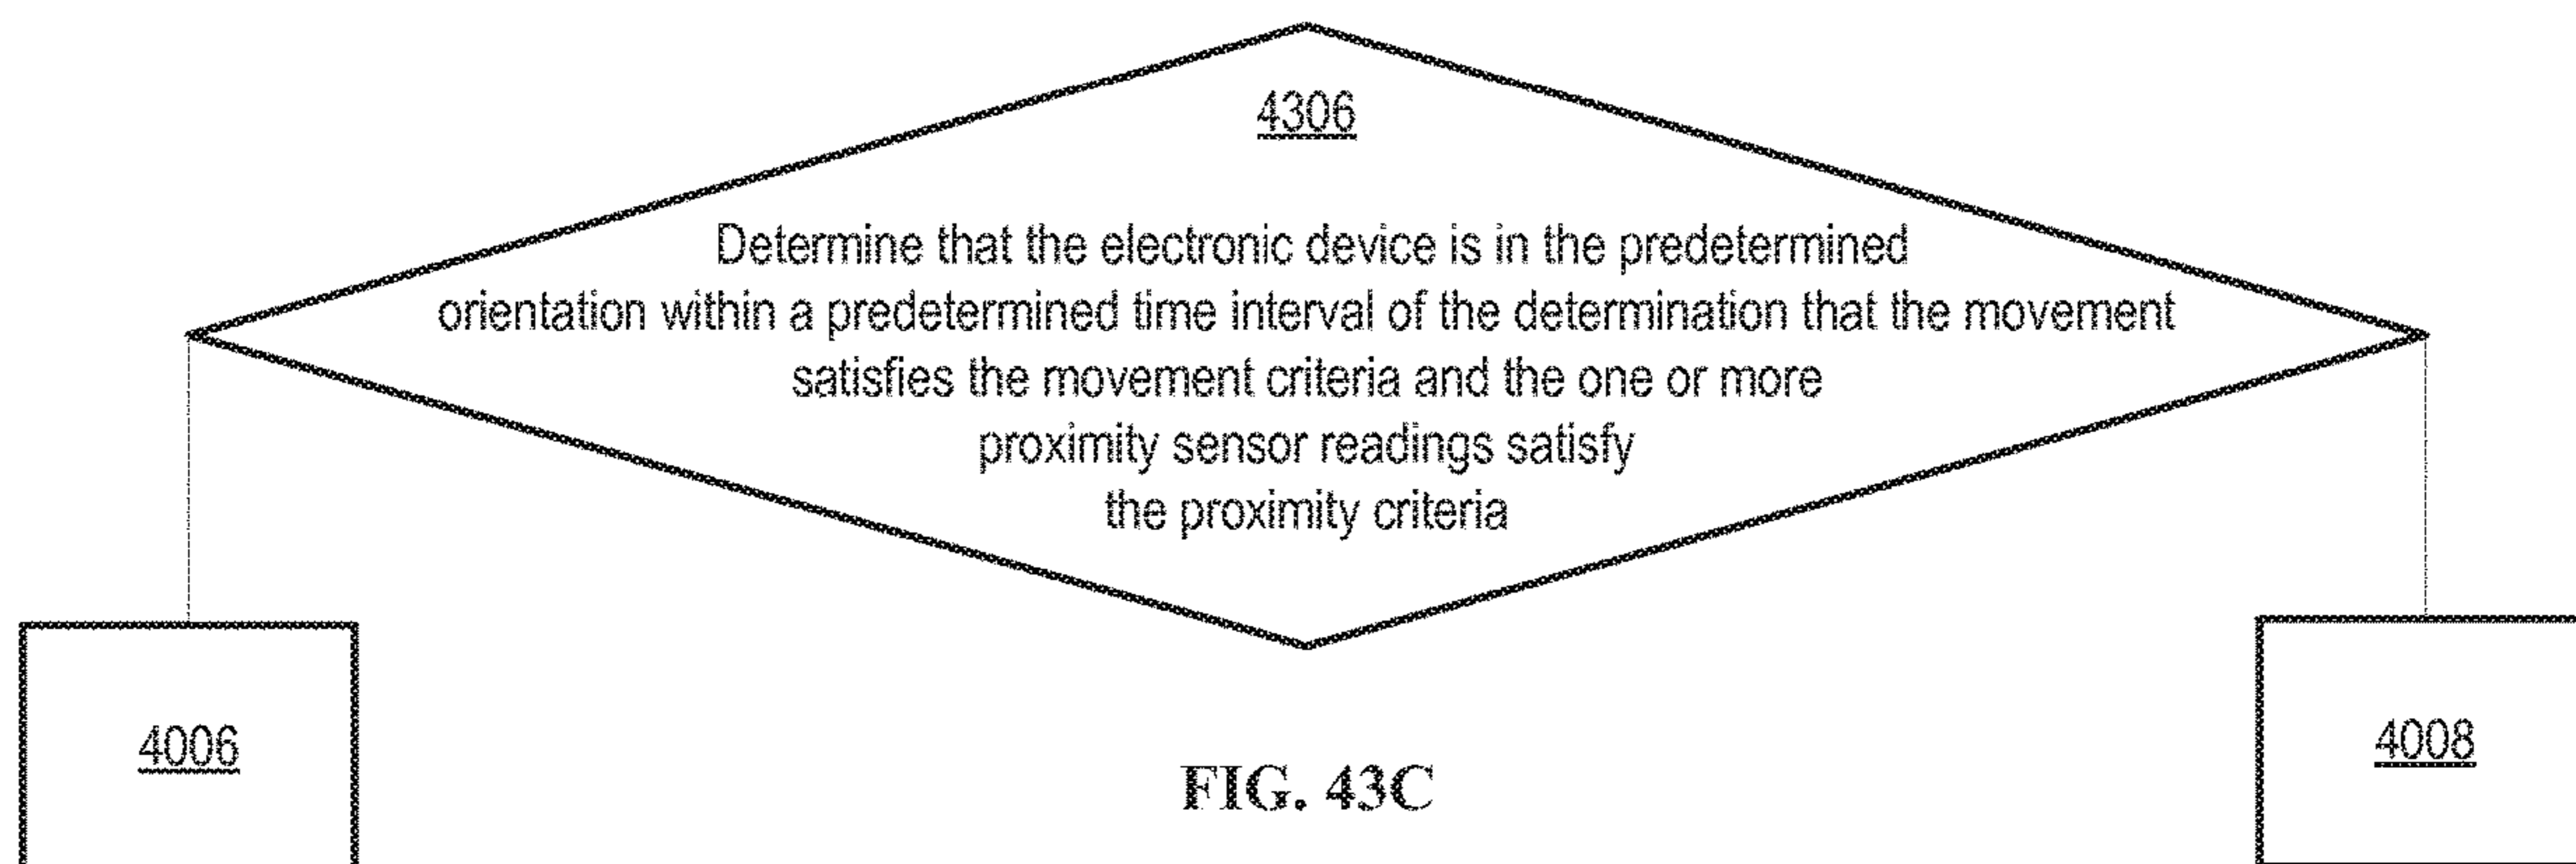 4306
Determine that the electronic device is in the predetermined
orientation within a predetermined time interval of the determination that the movement
satisfies the movement criteria and the one or more
proximity sensor readings satisfy
the proximity criteria
4006
4008
FIG. 43C